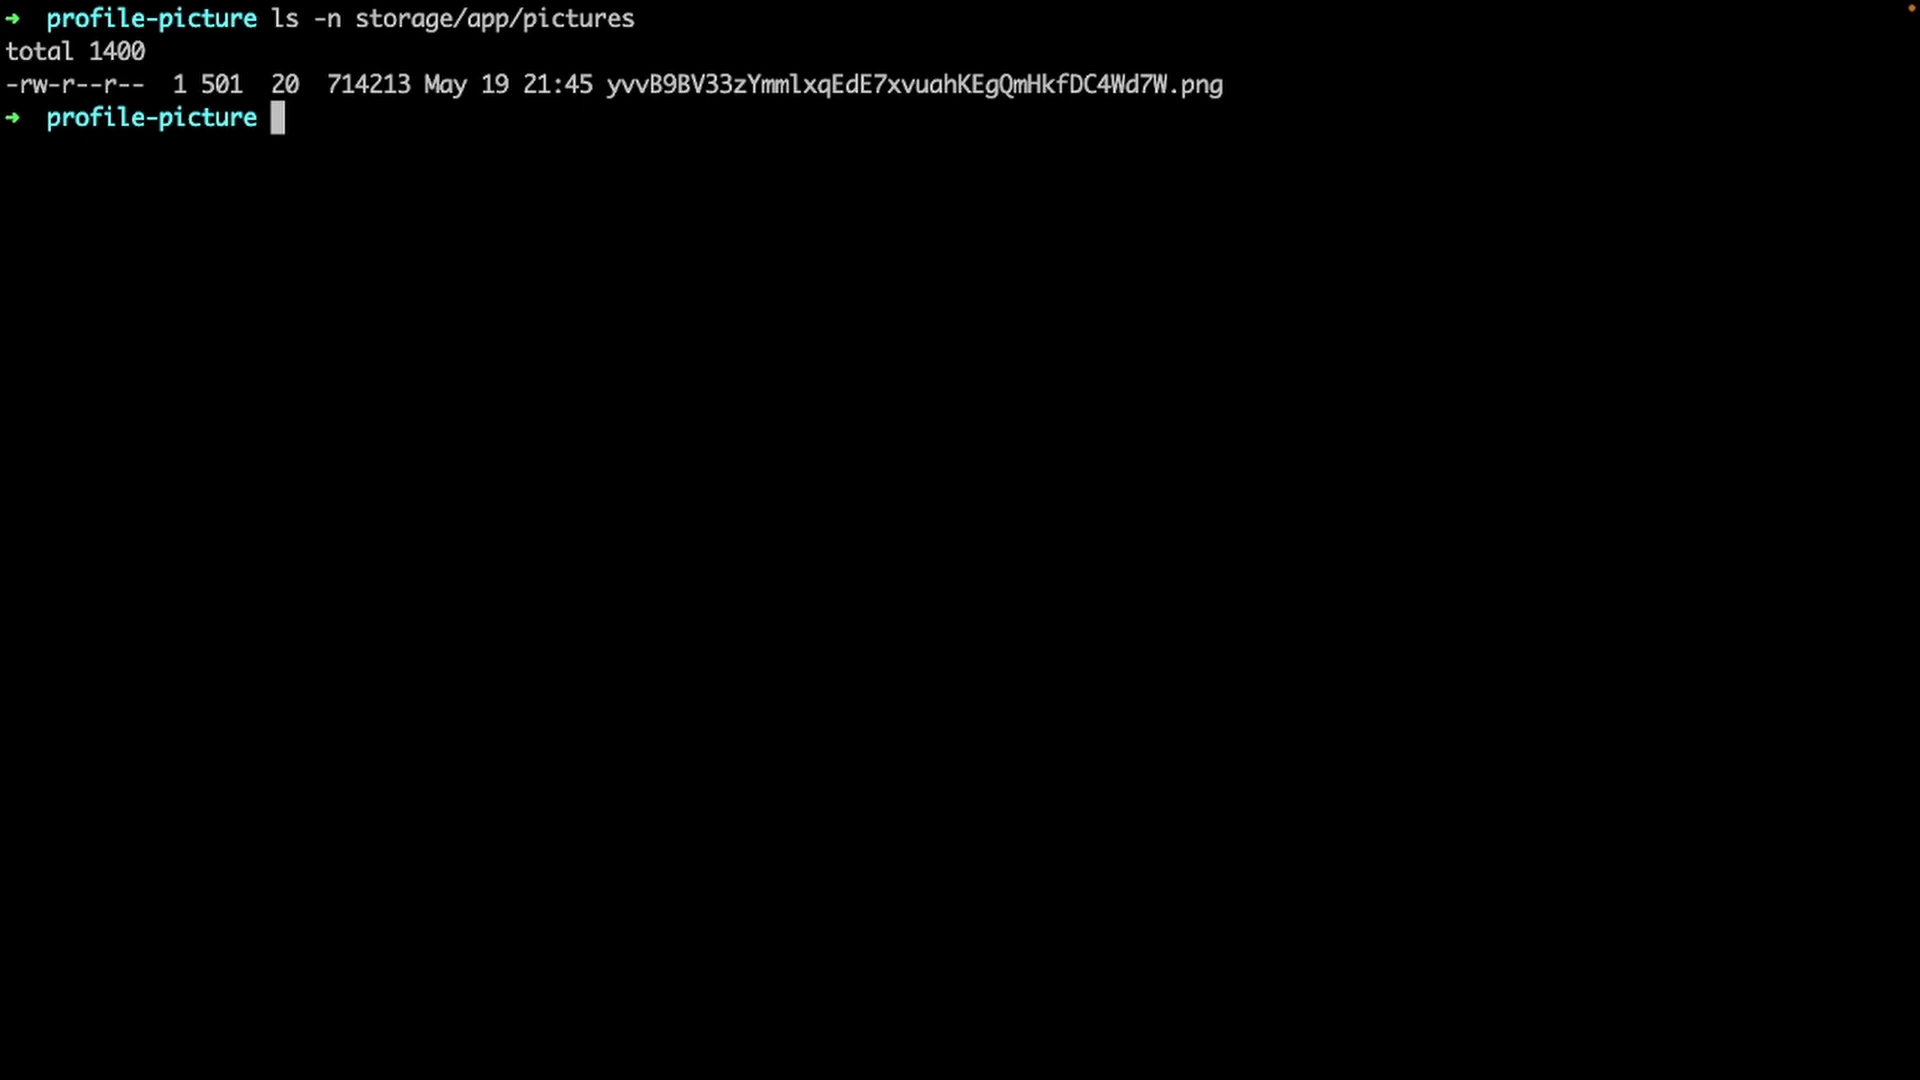 ➜  profile-picture ls -n storage/app/pictures
total 1400
-rw-r--r--  1 501  20  714213 May 19 21:45 yvvB9BV33zYmmlxqEdE7xvuahKEgQmHkfDC4Wd7W.png
➜  profile-picture